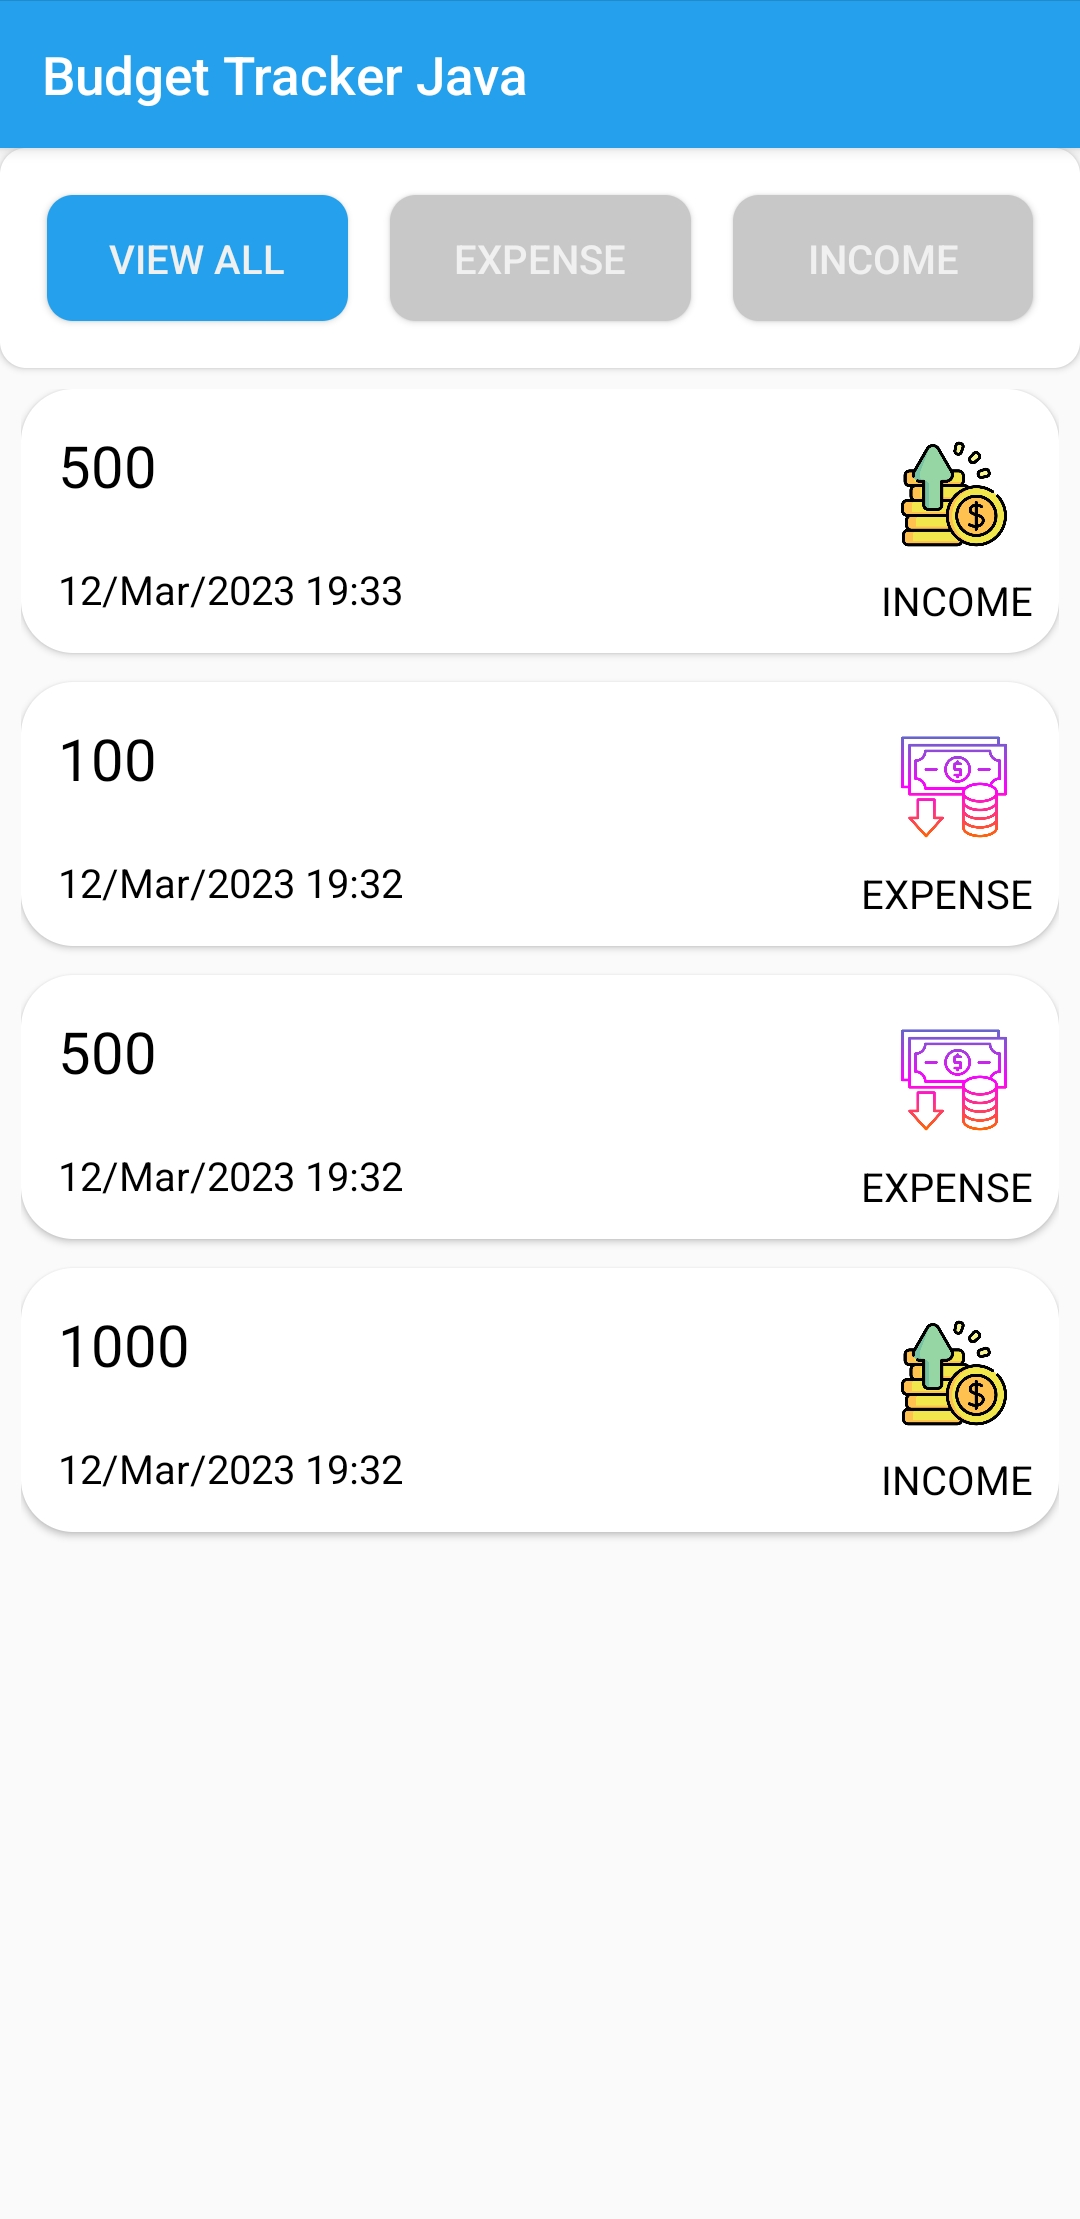 Budget Tracker Java
VIEW ALL EXPENSE INCOME
500
12/Mar/2023 19:33 INCOME
100
12/Mar/2023 19:32 EXPENSE
500
12/Mar/2023 19:32 EXPENSE
1000
12/Mar/2023 19:32 INCOME